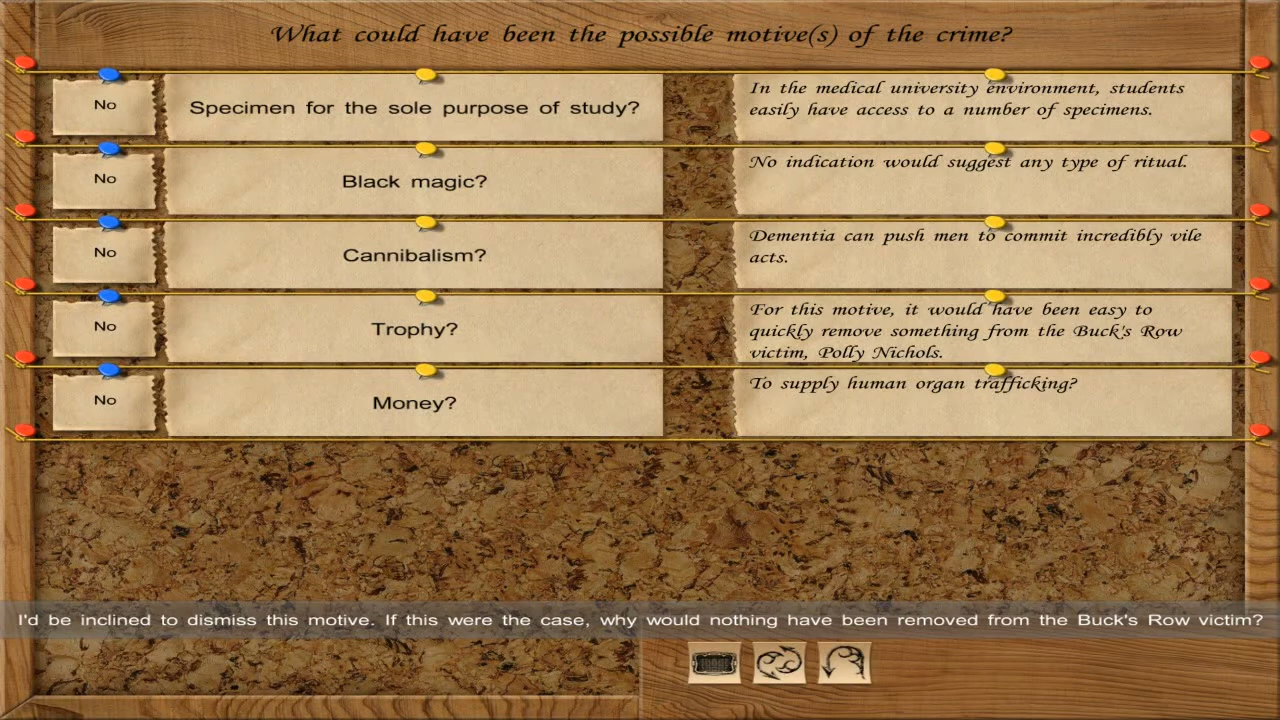 What could have been the possible motive(s) of the crime?
No
Specimen for the sole purpose of study?
In the medical university environment, students
easily have access to a number of specimens.
No
Black magic?
No indication would suggest any type of ritual.
No
Cannibalism?
Dementia can push men to commit incredibly vile
acts.
No
Trophy?
For this motive, it would have been easy to
quickly remove something from the Buck's Row
victim, Polly Nichols.
No
Money?
To supply human organ trafficking?
I'd be inclined to dismiss this motive. If this were the case, why would nothing have been removed from the Buck's Row victim?